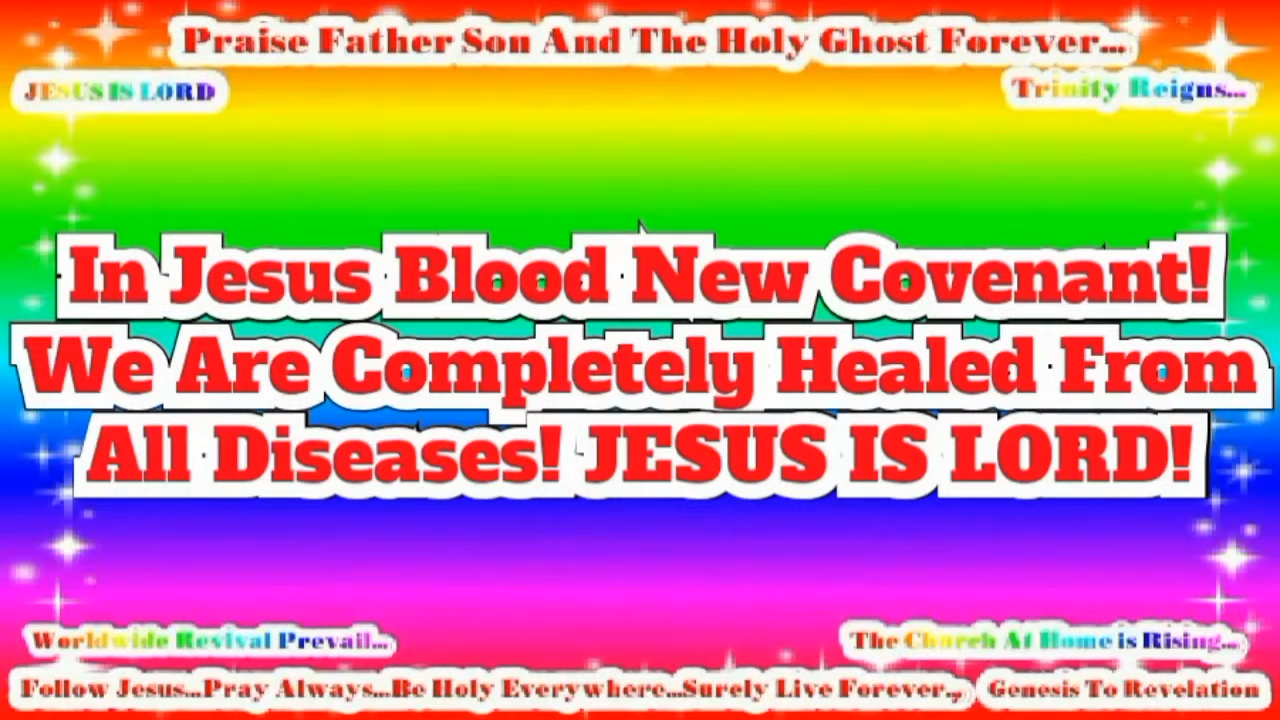 Praise Father Son And The Holy Ghost Forever...
JESUS IS LORD
Trinity Reigns...
In Jesus Blood New Covenant!
We Are Completely Healed From
All Diseases! JESUS IS LORD!
Worldwide Revival Prevail...
The Church At Home is Rising...
Follow Jesus...Pray Always...Be Holy Everywhere...Surely Live Forever...,
Genesis To Revelation